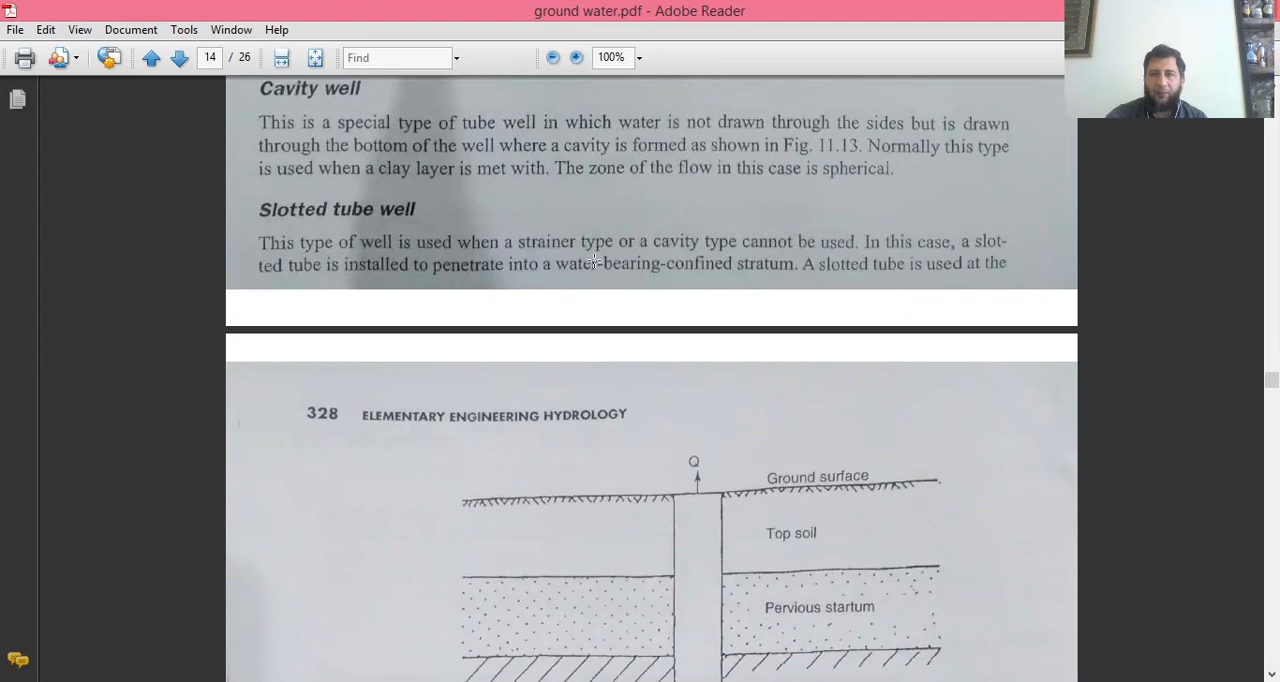 ground water.pdf - Adobe Reader
File Edit View Document Tools Window Help
14 / 26 Find 100%
Cavity well
This is a special type of tube well in which water is not drawn through the sides but is drawn
through the bottom of the well where a cavity is formed as shown in Fig. 11.13. Normally this type
is used when a clay layer is met with. The zone of the flow in this case is spherical.
Slotted tube well
This type of well is used when a strainer type or a cavity type cannot be used. In this case, a slot-
ted tube is installed to penetrate into a water-bearing-confined stratum. A slotted tube is used at the
328 ELEMENTARY ENGINEERING HYDROLOGY
Q
Ground surface
Top soil
Pervious startum